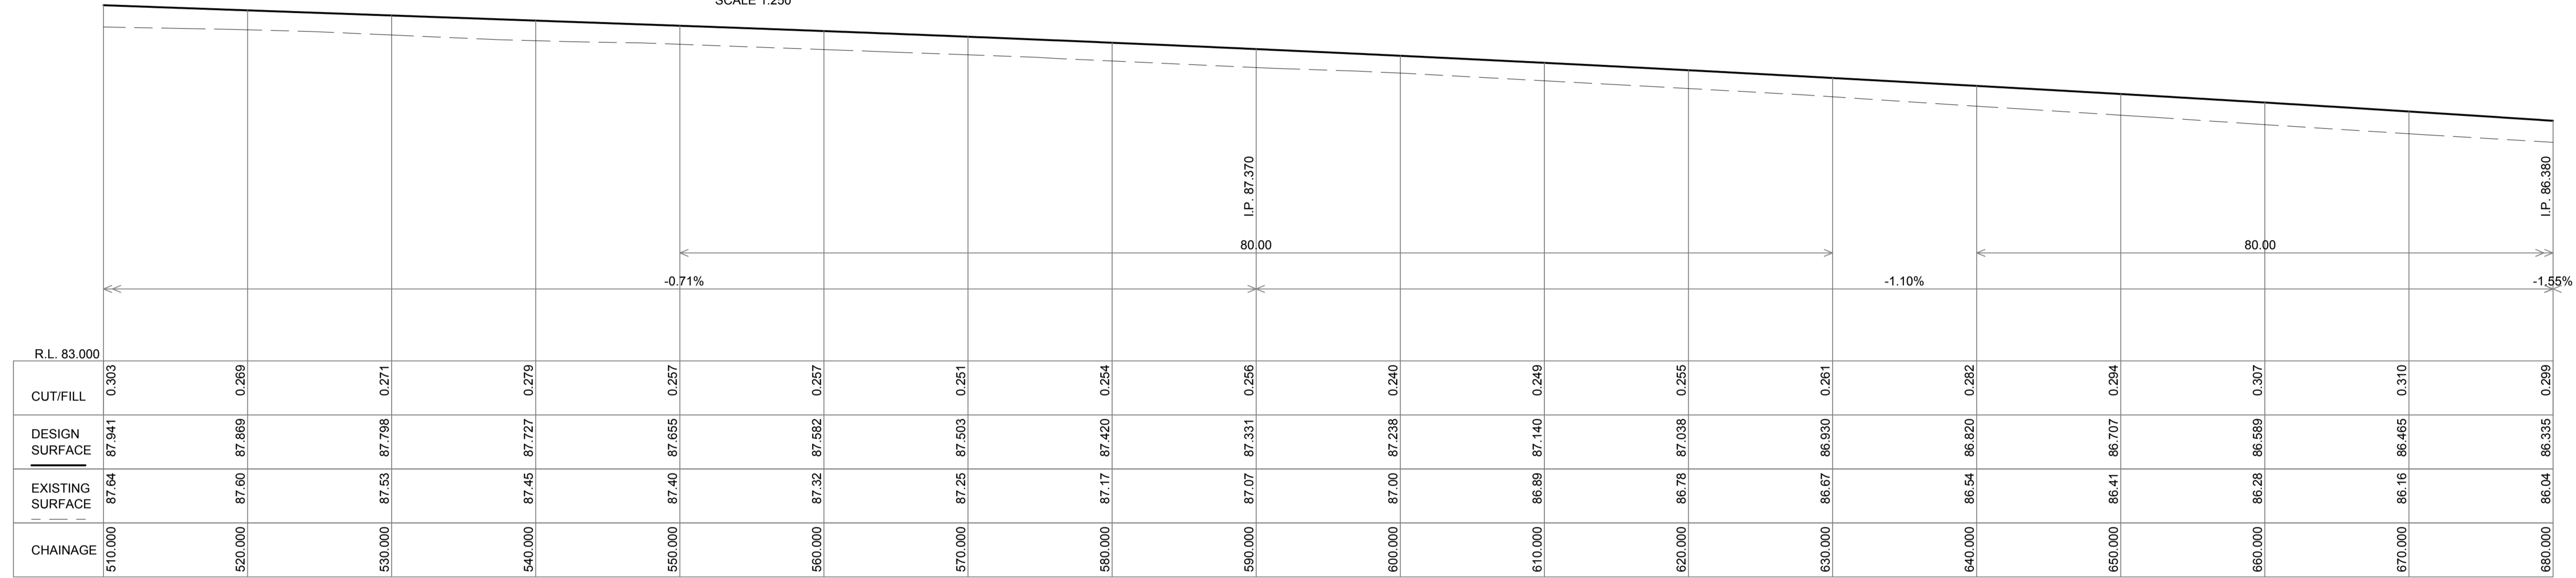 SCALE 1:250
I.P. 87.370
I.P. 86.380
80.00
80.00
-0.71%
-1.10%
-1.55%
R.L. 83.000
CUT/FILL 0.303 0.269 0.271 0.279 0.257 0.257 0.251 0.254 0.256 0.240 0.249 0.255 0.261 0.282 0.294 0.307 0.310 0.299
DESIGN
SURFACE 87.941 87.869 87.798 87.727 87.655 87.582 87.503 87.420 87.331 87.238 87.140 87.038 86.930 86.820 86.707 86.589 86.465 86.335
EXISTING
SURFACE 87.64 87.60 87.53 87.45 87.40 87.32 87.25 87.17 87.07 87.00 86.89 86.78 86.67 86.54 86.41 86.28 86.16 86.04
CHAINAGE 510.000 520.000 530.000 540.000 550.000 560.000 570.000 580.000 590.000 600.000 610.000 620.000 630.000 640.000 650.000 660.000 670.000 680.000